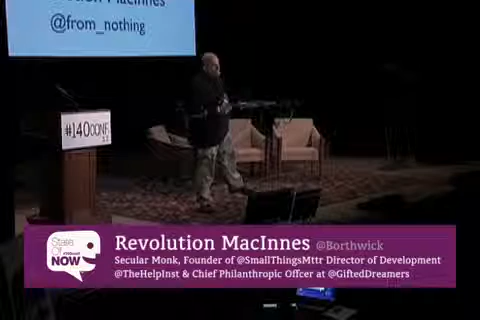 MacInnes
@from_nothing
#140CONF
State
Of
NOW
Revolution MacInnes @Borthwick
Secular Monk, Founder of @SmallThingsMttr Director of Development
@TheHelpInst & Chief Philanthropic Offcer at @GiftedDreamers